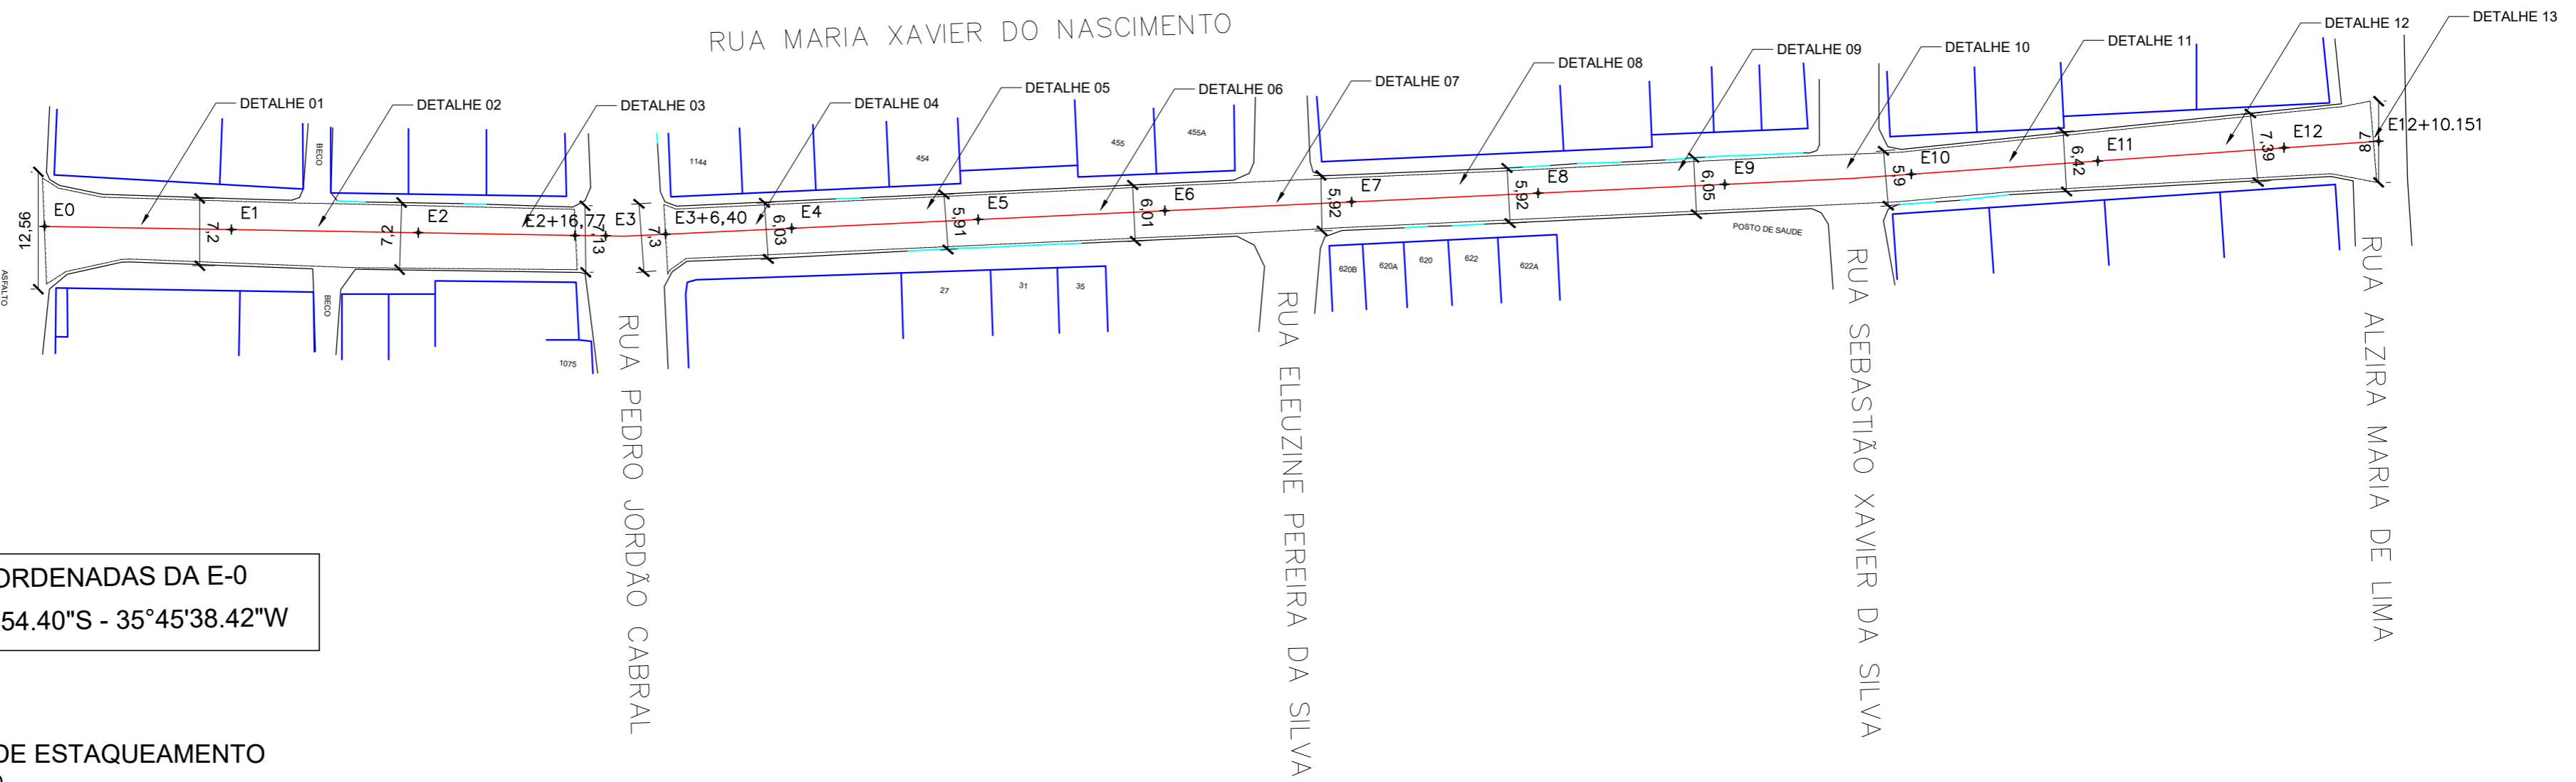 RUA MARIA XAVIER DO NASCIMENTO
DETALHE 01
DETALHE 02
DETALHE 03
DETALHE 04
DETALHE 05
DETALHE 06
DETALHE 07
DETALHE 08
DETALHE 09
DETALHE 10
DETALHE 11
DETALHE 12
DETALHE 13
BECO
1144
454
455
455A
12,56
E0
7,2
E1
7,2
E2
E2+16,77
7,13
E3
7,3
E3+6,40
6,03
E4
5,91
E5
6,01
E6
5,92
E7
5,92
E8
6,05
E9
5,9
E10
6,42
E11
7,39
E12
7,8
E12+10.151
ASFALTO
BECO
1075
27
31
35
620B
620A
620
622
622A
POSTO DE SAUDE
RUA PEDRO JORDÃO CABRAL
RUA ELEUZINE PEREIRA DA SILVA
RUA SEBASTIÃO XAVIER DA SILVA
RUA ALZIRA MARIA DE LIMA
ORDENADAS DA E-0
54.40"S - 35°45'38.42"W
DE ESTAQUEAMENTO